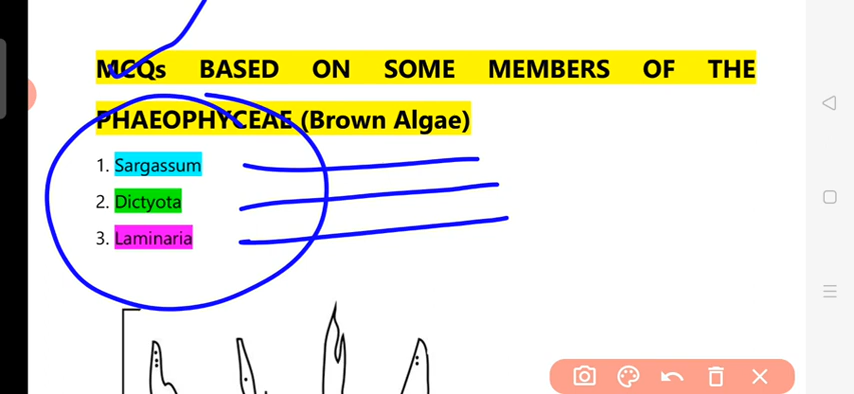 MCQs BASED ON SOME MEMBERS OF THE
PHAEOPHYCEAE (Brown Algae)
1. Sargassum
2. Dictyota
3. Laminaria